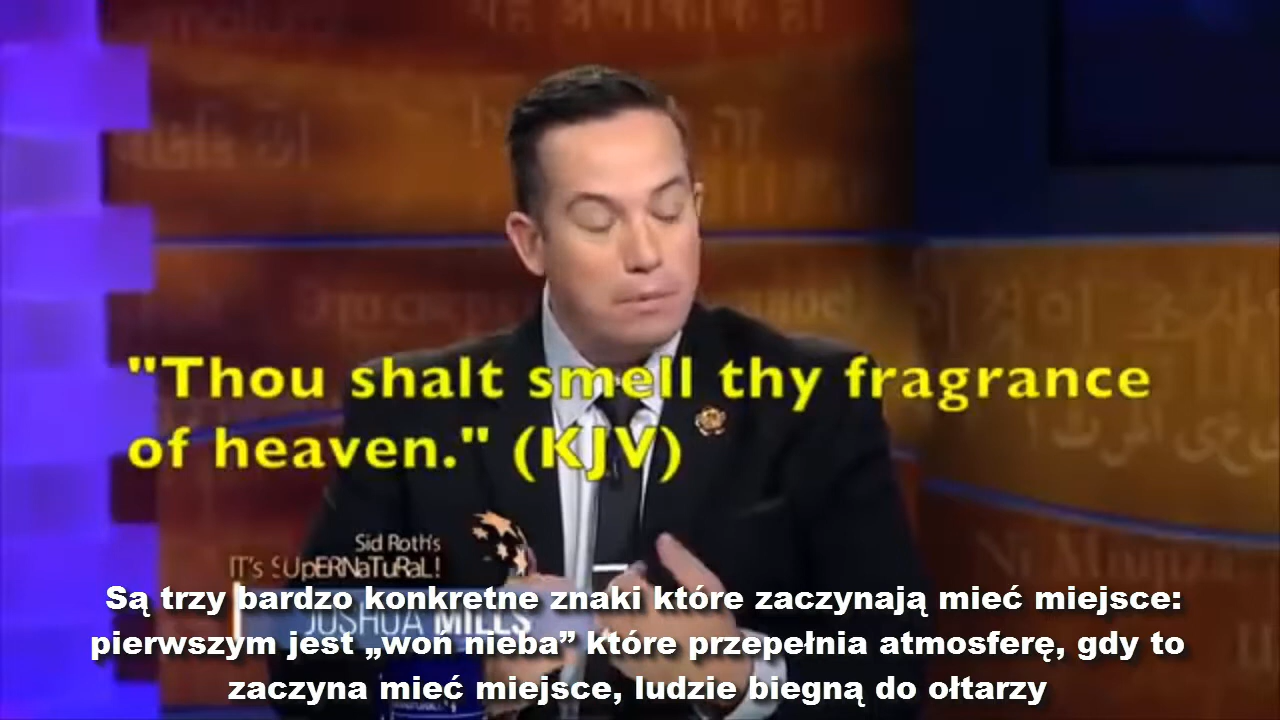 "Thou shalt smell thy fragrance
of heaven." (KJV)
Sid Roth's
IT's SUpERNaTuRaL!
JOSHUA MILLS
Są trzy bardzo konkretne znaki które zaczynają mieć miejsce:
pierwszym jest „woń nieba” które przepełnia atmosferę, gdy to
zaczyna mieć miejsce, ludzie biegną do ołtarzy